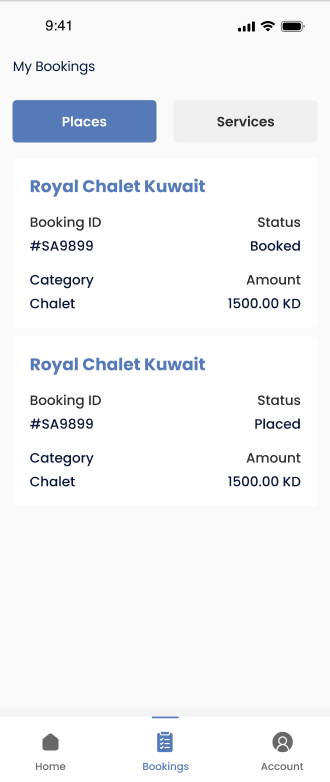 9:41
My Bookings
Places Services
Royal Chalet Kuwait
Booking ID Status
#SA9899 Booked
Category Amount
Chalet 1500.00 KD
Royal Chalet Kuwait
Booking ID Status
#SA9899 Placed
Category Amount
Chalet 1500.00 KD
Home Bookings Account